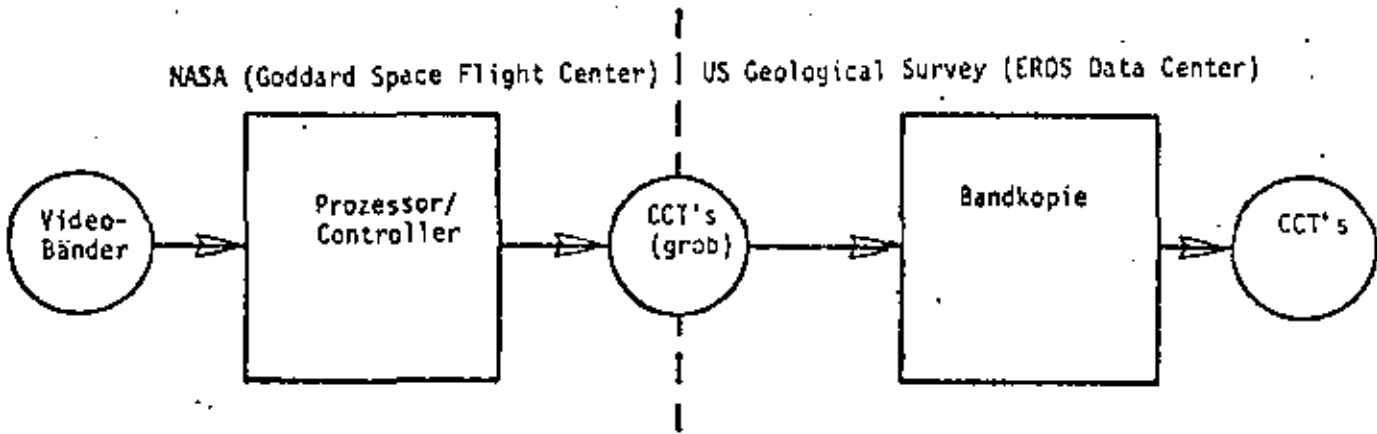 NASA (Goddard Space Flight Center)
US Geological Survey (EROS Data Center)
Video-
Bänder
Prozessor/
Controller
CCT's
(grob)
Bandkopie
CCT's